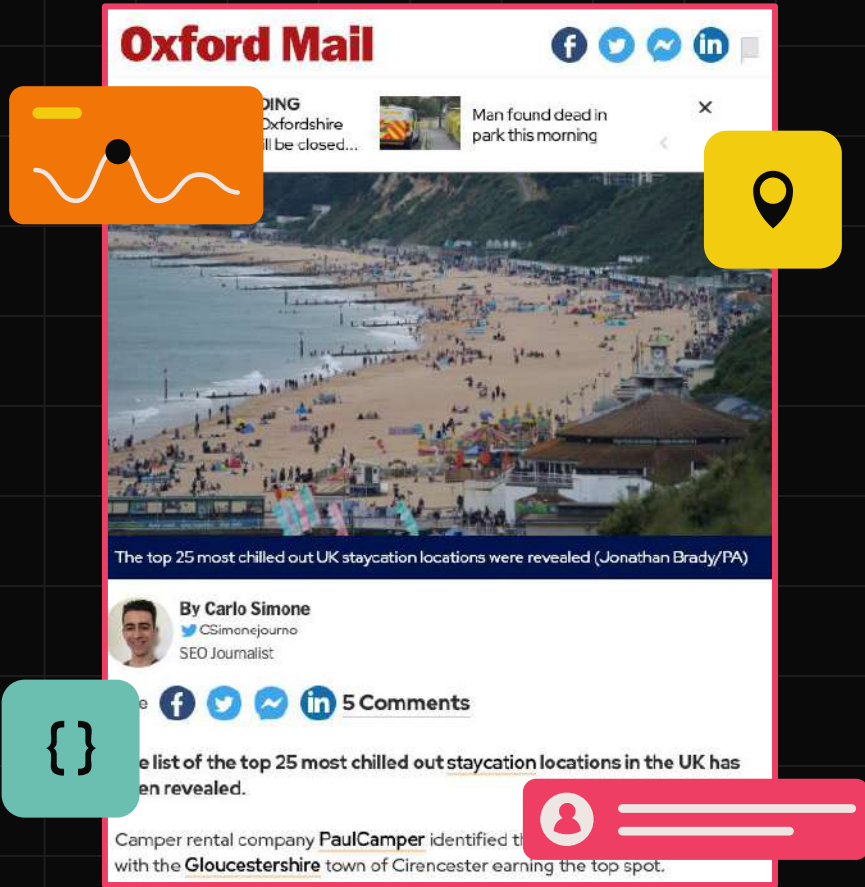 Oxford Mail
DING
Oxfordshire
ill be closed...
Man found dead in
park this morning
The top 25 most chilled out UK staycation locations were revealed (Jonathan Brady/PA)
By Carlo Simone
CSimonejourno
SEO Journalist
e
5 Comments
e list of the top 25 most chilled out staycation locations in the UK has
en revealed.
Camper rental company PaulCamper identified th
with the Gloucestershire town of Cirencester earning the top spot.